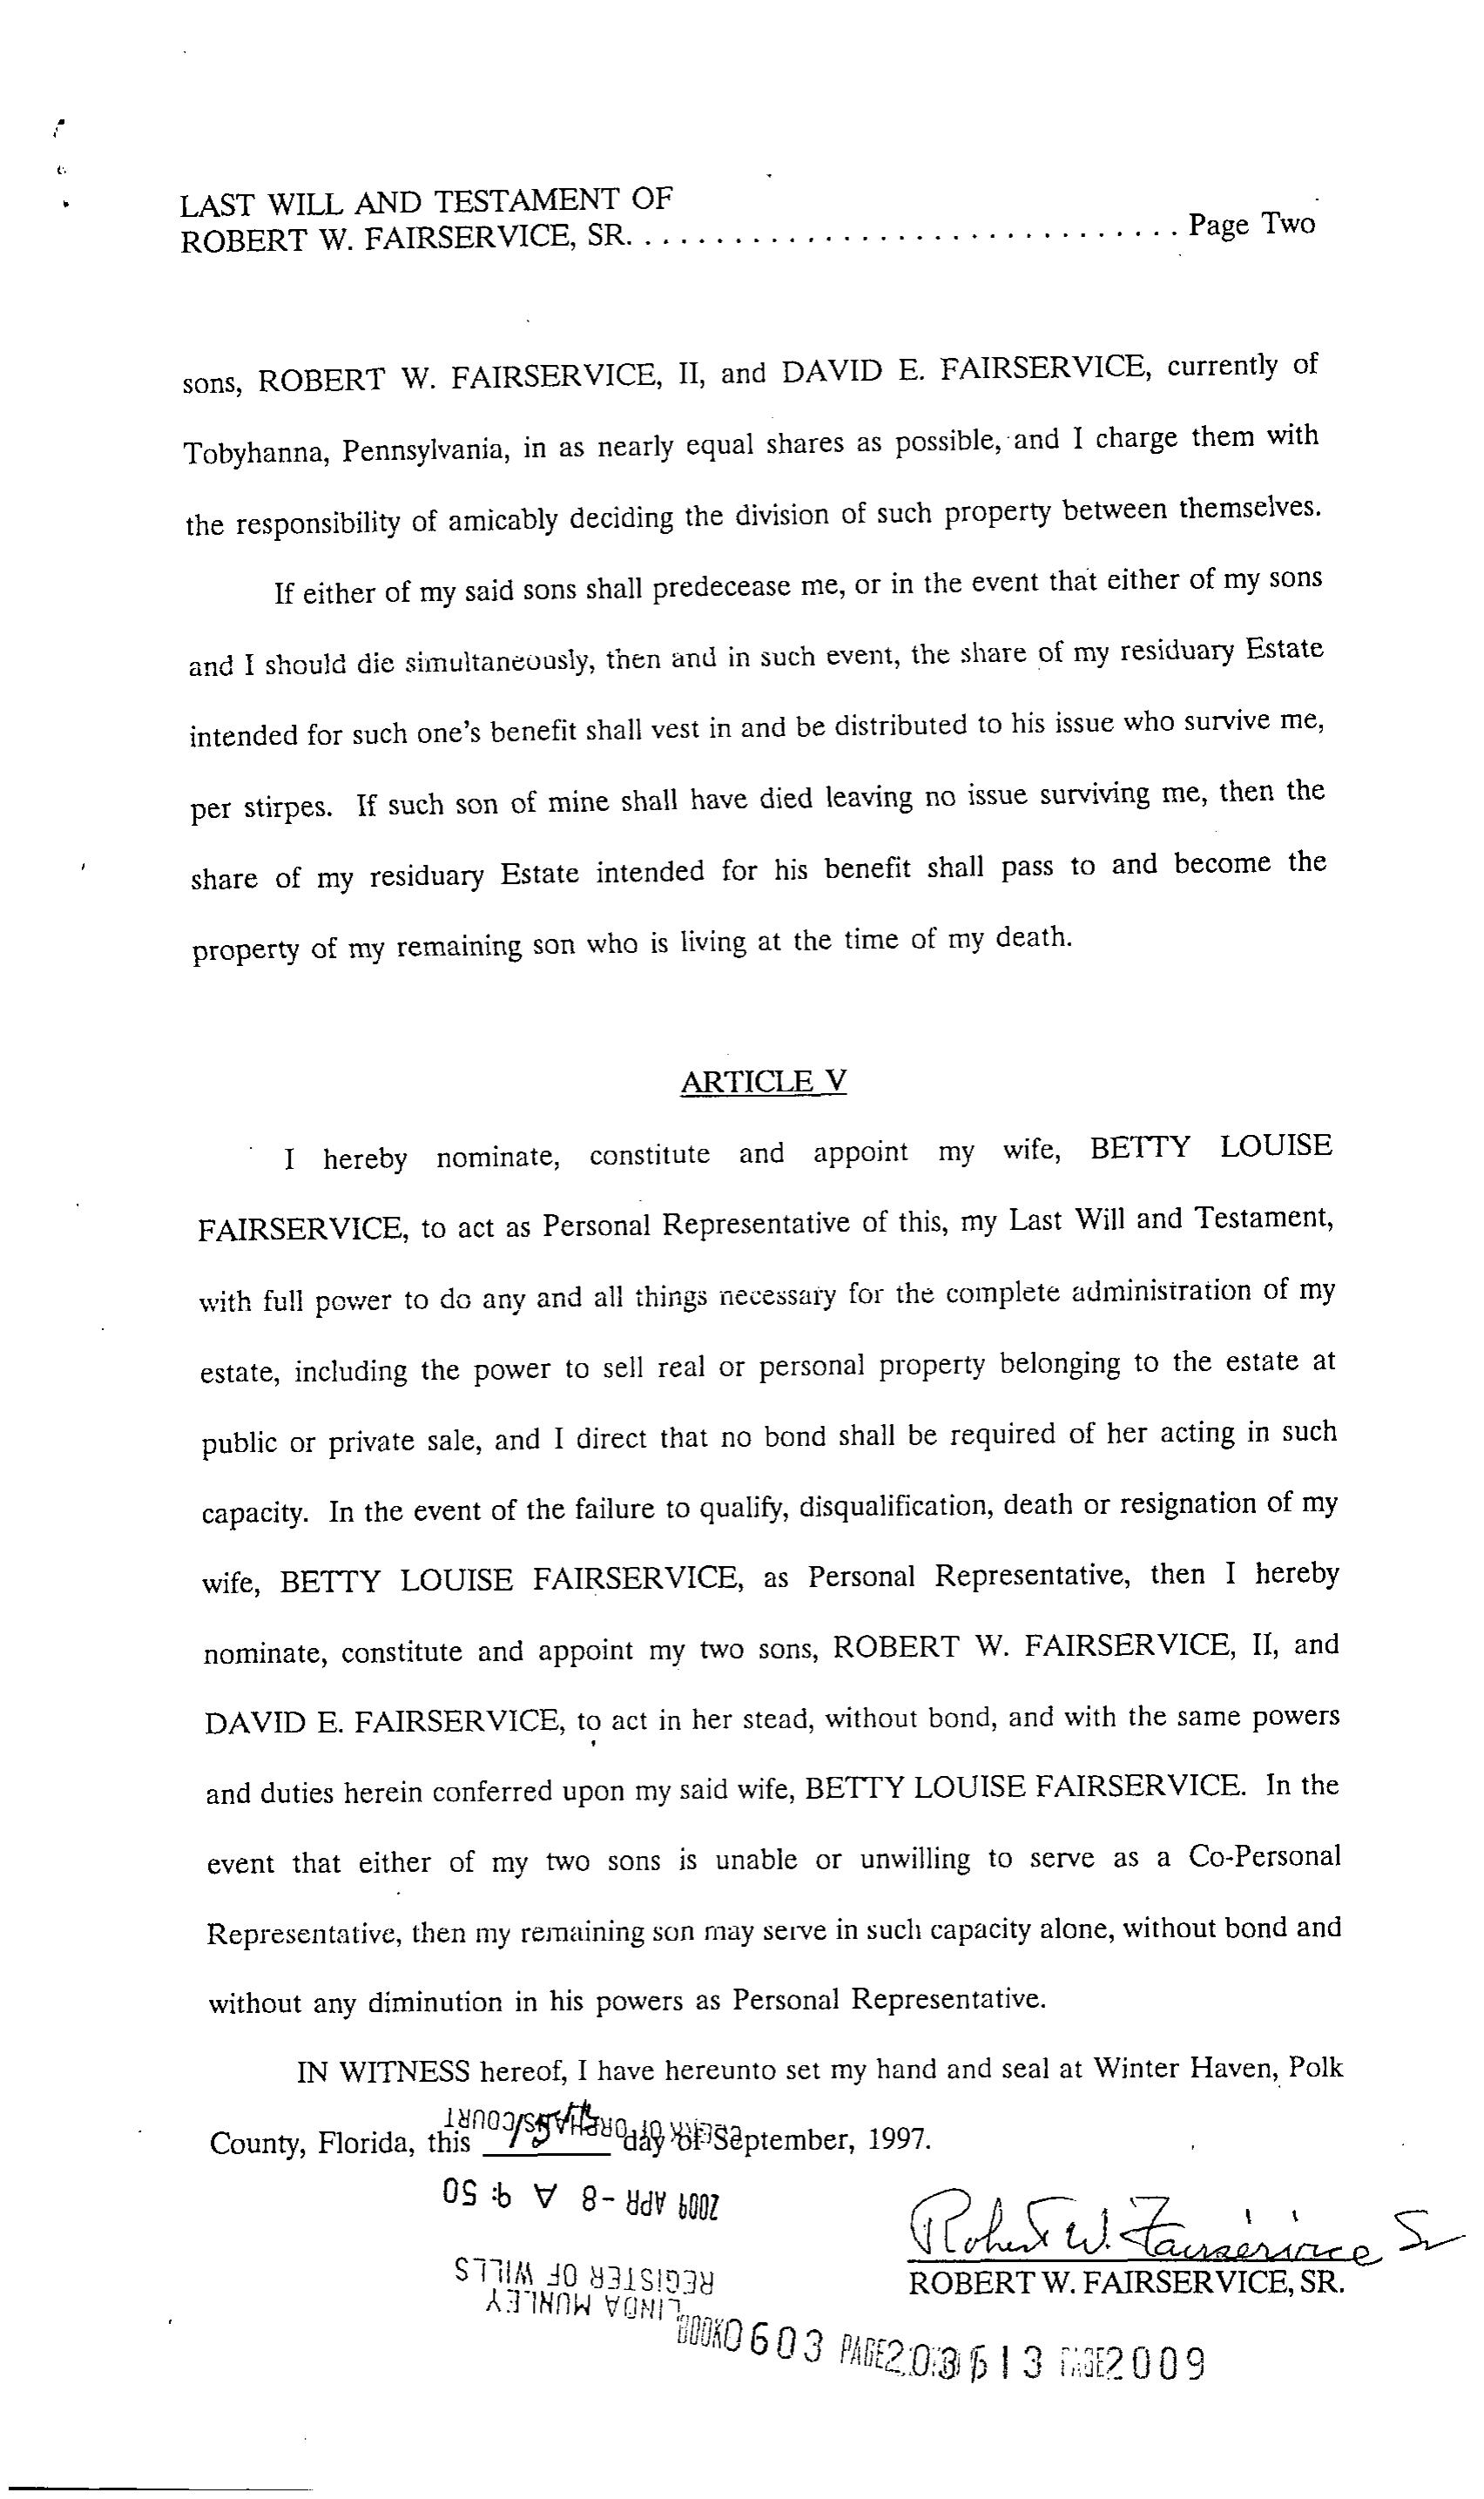 LAST WILL AND TESTAMENT OF
ROBERT W. FAIRSERVICE, SR. . . . . . . . . . . . . . . . . . . . . . . . . . . . . . . Page Two
sons, ROBERT W. FAIRSERVICE, II, and DAVID E. FAIRSERVICE, currently of
Tobyhanna, Pennsylvania, in as nearly equal shares as possible, and I charge them with
the responsibility of amicably deciding the division of such property between themselves.
If either of my said sons shall predecease me, or in the event that either of my sons
and I should die simultaneously, then and in such event, the share of my residuary Estate
intended for such one's benefit shall vest in and be distributed to his issue who survive me,
per stirpes. If such son of mine shall have died leaving no issue surviving me, then the
share of my residuary Estate intended for his benefit shall pass to and become the
property of my remaining son who is living at the time of my death.
ARTICLE V
I hereby nominate, constitute and appoint my wife, BETTY LOUISE
FAIRSERVICE, to act as Personal Representative of this, my Last Will and Testament,
with full power to do any and all things necessary for the complete administration of my
estate, including the power to sell real or personal property belonging to the estate at
public or private sale, and I direct that no bond shall be required of her acting in such
capacity. In the event of the failure to qualify, disqualification, death or resignation of my
wife, BETTY LOUISE FAIRSERVICE, as Personal Representative, then I hereby
nominate, constitute and appoint my two sons, ROBERT W. FAIRSERVICE, II, and
DAVID E. FAIRSERVICE, to act in her stead, without bond, and with the same powers
and duties herein conferred upon my said wife, BETTY LOUISE FAIRSERVICE. In the
event that either of my two sons is unable or unwilling to serve as a Co-Personal
Representative, then my remaining son may serve in such capacity alone, without bond and
without any diminution in his powers as Personal Representative.
IN WITNESS hereof, I have hereunto set my hand and seal at Winter Haven, Polk
County, Florida, this 15th day of September, 1997.
Robert W. Fairservice Sr
ROBERT W. FAIRSERVICE, SR.
LINDA MUNLEY
REGISTER OF WILLS
2009 APR -8 A 9: 50
COURT
BOOK0603 PAGE203 613 PAGE2009